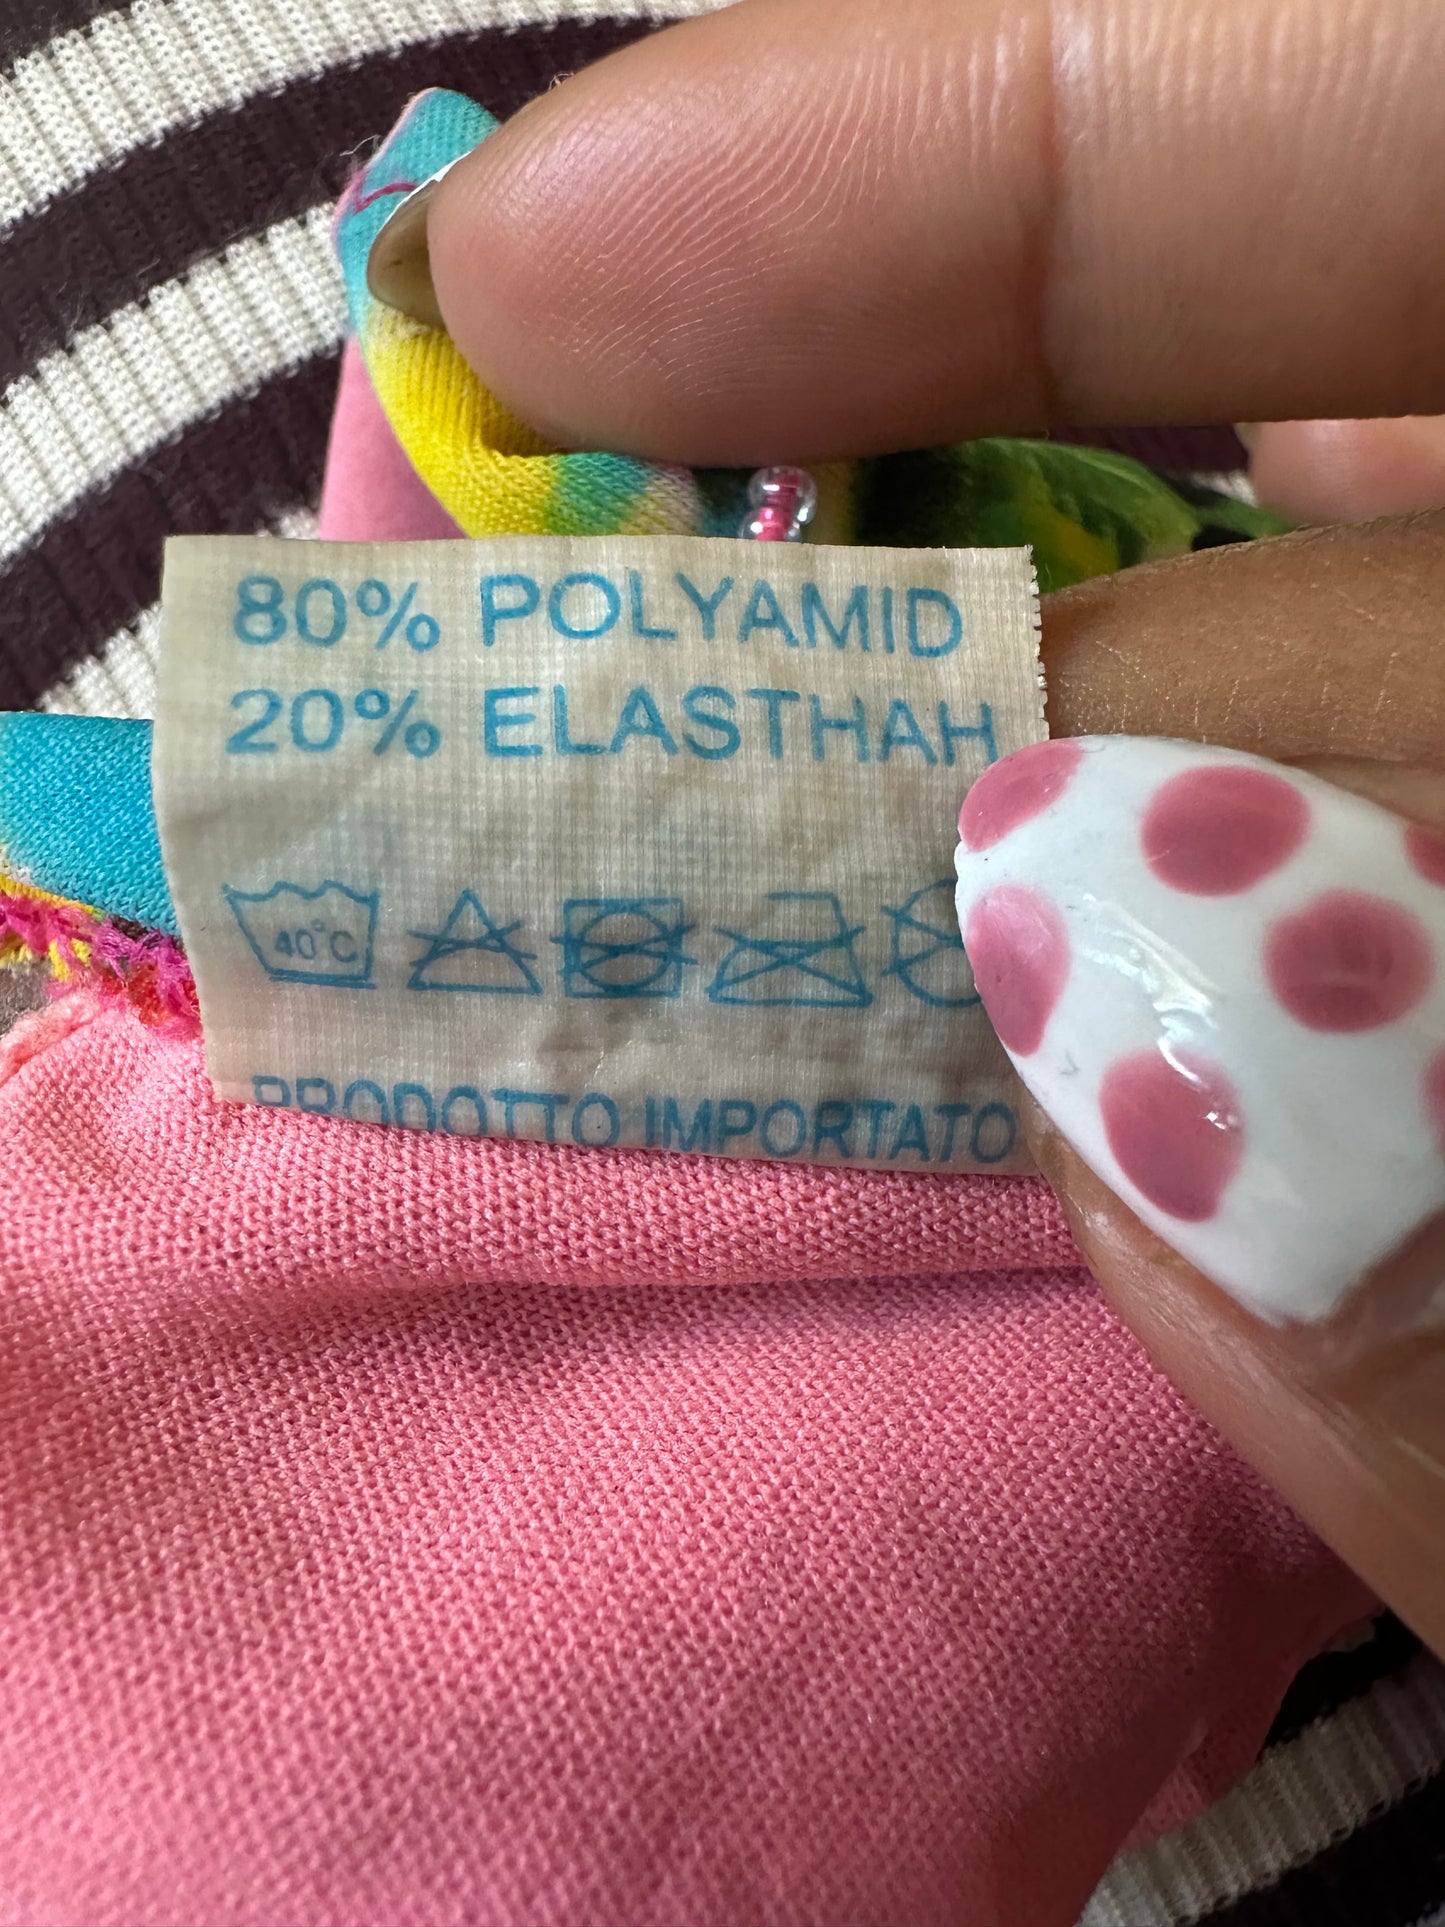 80% POLYAMID
20% ELASTHAH
40°C
PRODOTTO IMPORTATO